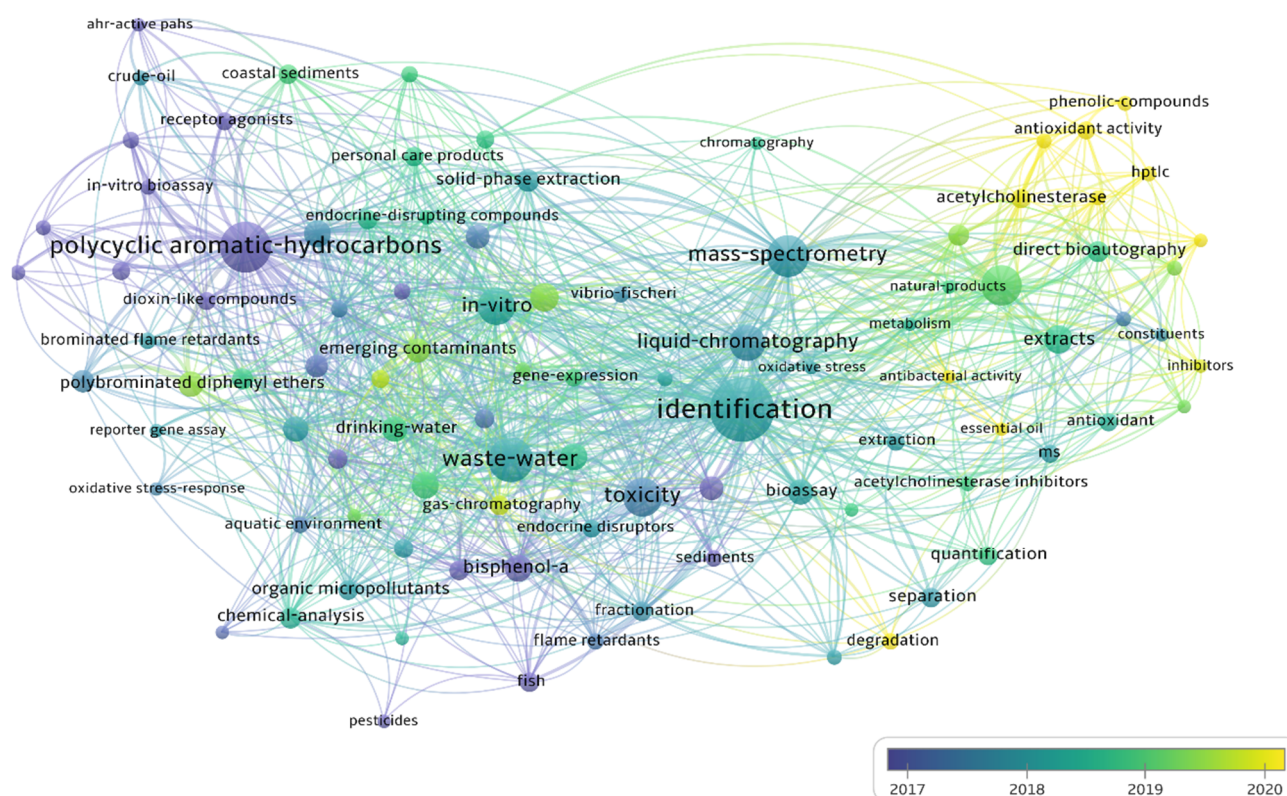 ahr-active pahs
crude-oil
coastal sediments
phenolic-compounds
receptor agonists
antioxidant activity
chromatography
personal care products
hptlc
in-vitro bioassay
solid-phase extraction
acetylcholinesterase
endocrine-disrupting compounds
polycyclic aromatic-hydrocarbons
mass-spectrometry
direct bioautography
natural-products
dioxin-like compounds
in-vitro
vibrio-fischeri
metabolism
brominated flame retardants
emerging contaminants
liquid-chromatography
extracts
constituents
oxidative stress
inhibitors
polybrominated diphenyl ethers
gene-expression
antibacterial activity
identification
reporter gene assay
drinking-water
essential oil
antioxidant
extraction
waste-water
ms
oxidative stress-response
toxicity
bioassay
acetylcholinesterase inhibitors
gas-chromatography
aquatic environment
endocrine disruptors
bisphenol-a
sediments
quantification
organic micropollutants
separation
chemical-analysis
fractionation
flame retardants
degradation
fish
pesticides
2017 2018 2019 2020